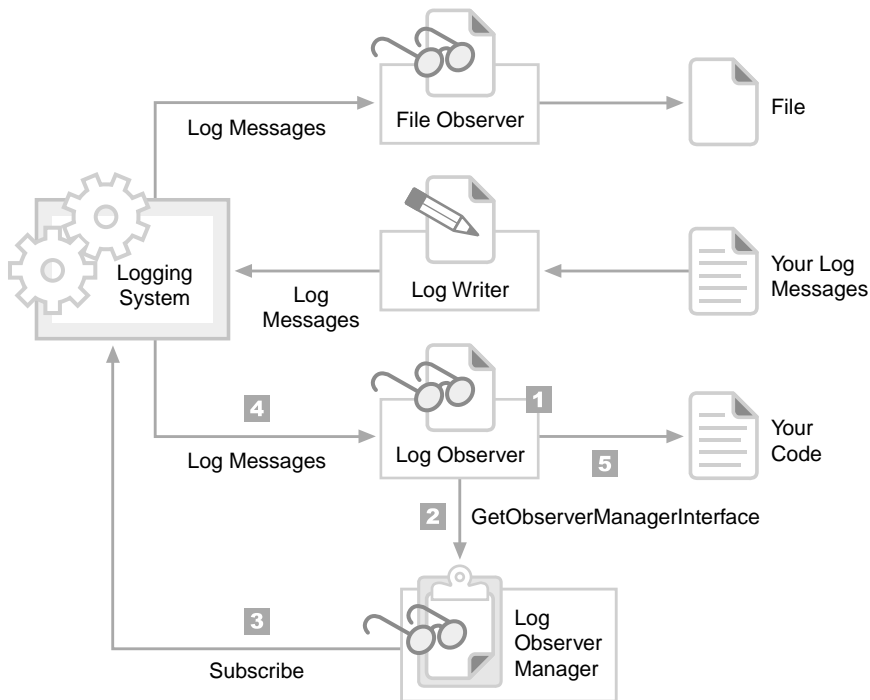 Log Messages
File Observer
File
Logging
System
Log
Messages
Log Writer
Your Log
Messages
4
Log Messages
1
Log Observer
5
Your
Code
2
GetObserverManagerInterface
3
Subscribe
Log
Observer
Manager